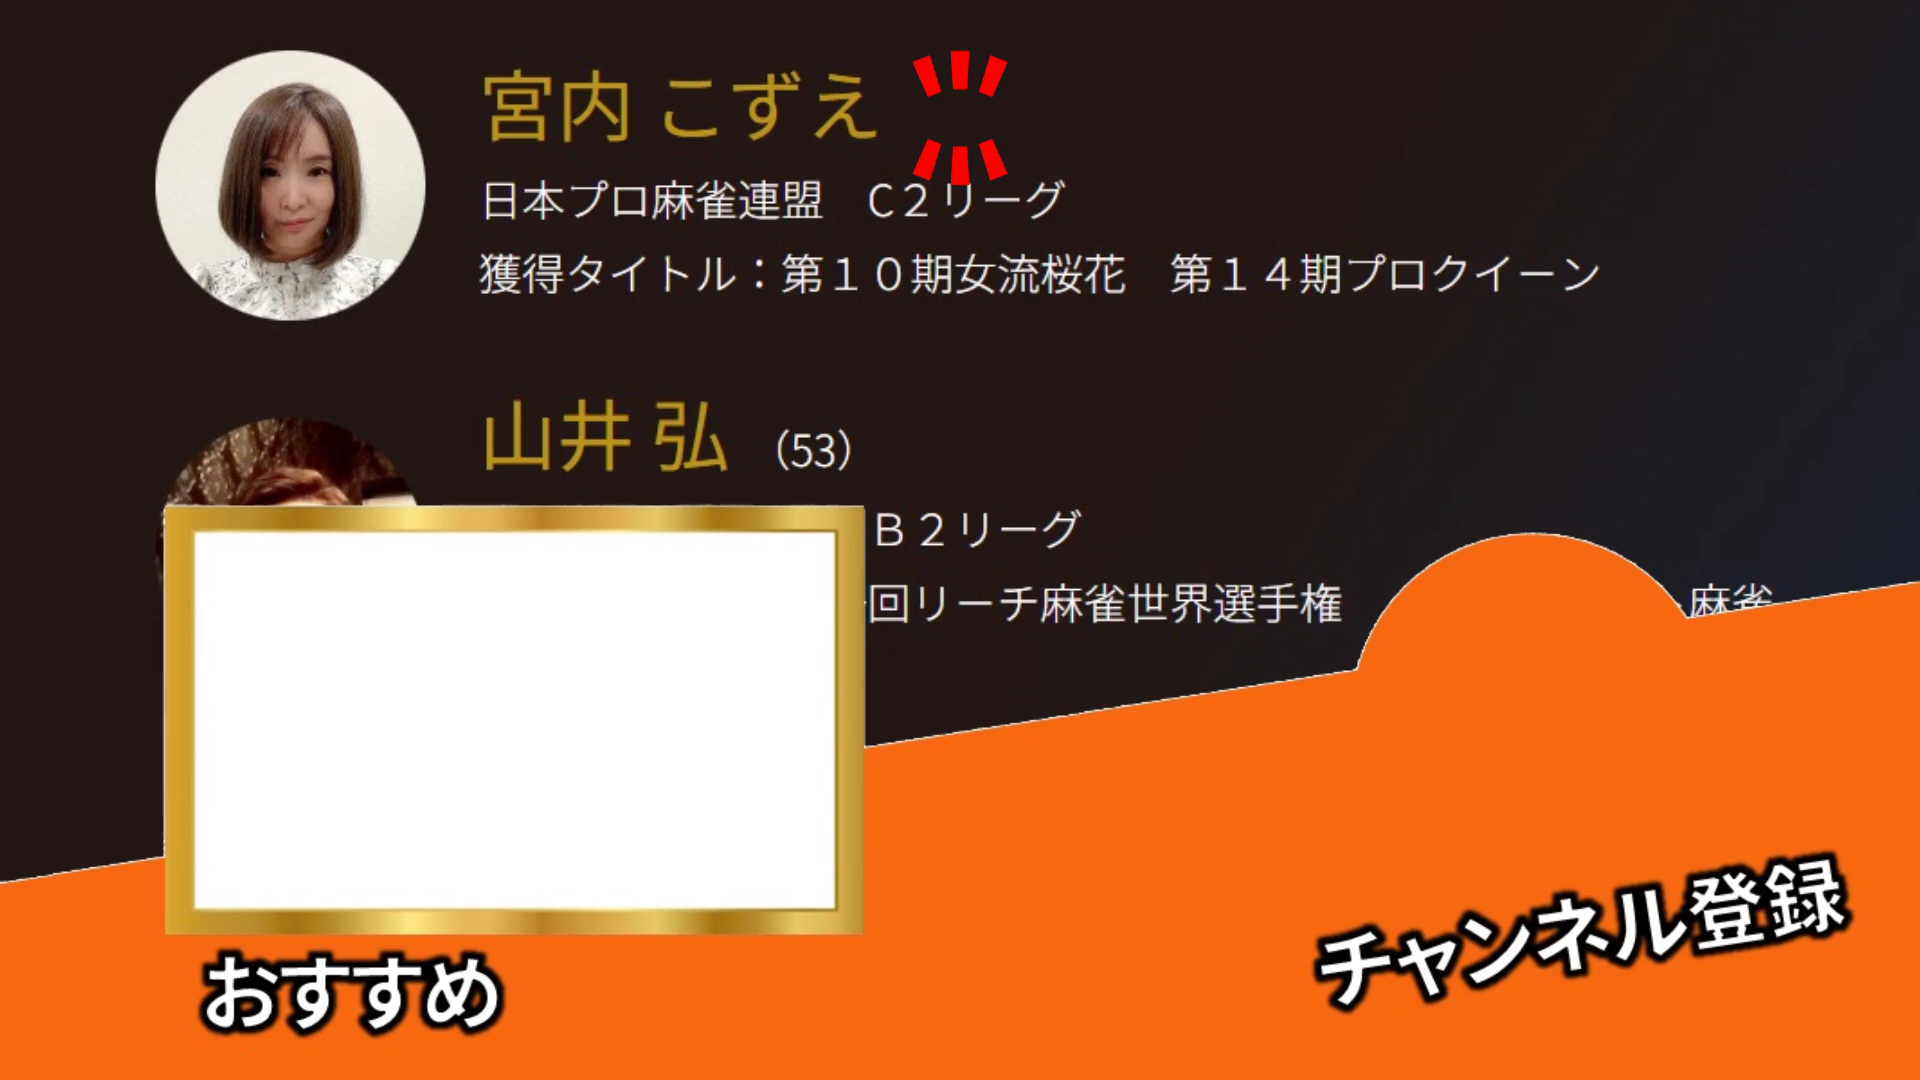 宮内 こずえ
日本プロ麻雀連盟　C２リーグ
獲得タイトル：第１０期女流桜花　第１４期プロクイーン
山井 弘 （53）
B２リーグ
回リーチ麻雀世界選手権
麻雀
おすすめ
チャンネル登録